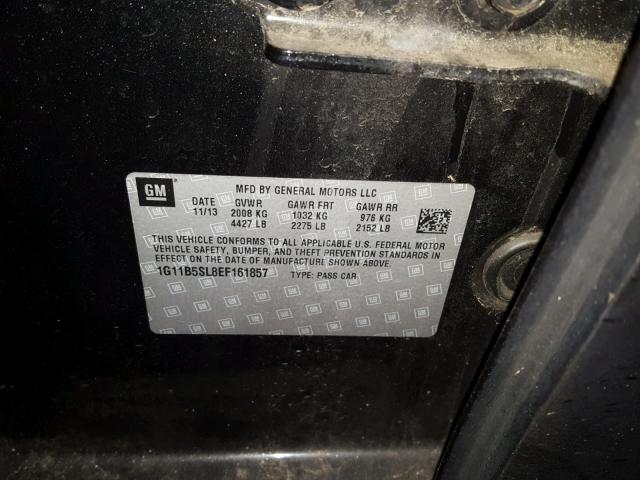 GM MFD BY GENERAL MOTORS LLC
DATE GVWR GAWR FRT GAWR RR
11/13 2008 KG 1032 KG 976 KG
4427 LB 2275 LB 2152 LB
THIS VEHICLE CONFORMS TO ALL APPLICABLE U.S. FEDERAL MOTOR
VEHICLE SAFETY, BUMPER, AND THEFT PREVENTION STANDARDS IN
EFFECT ON THE DATE OF MANUFACTURE SHOWN ABOVE.
1G11B5SL8EF161857 TYPE: PASS CAR